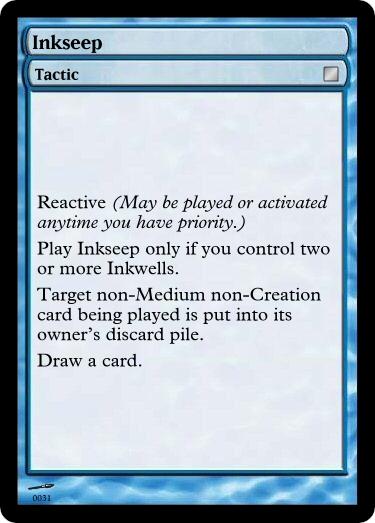 Inkseep
Tactic
Reactive (May be played or activated
anytime you have priority.)
Play Inkseep only if you control two
or more Inkwells.
Target non-Medium non-Creation
card being played is put into its
owner's discard pile.
Draw a card.
0031